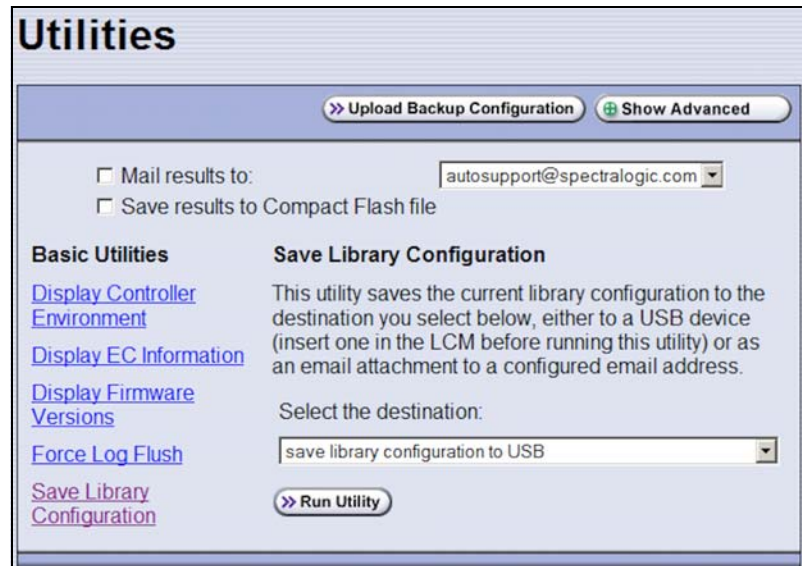 Utilities
Upload Backup Configuration
Show Advanced
Mail results to:
autosupport@spectralogic.com
Save results to Compact Flash file
Basic Utilities
Display Controller
Environment
Display EC Information
Display Firmware
Versions
Force Log Flush
Save Library
Configuration
Save Library Configuration
This utility saves the current library configuration to the
destination you select below, either to a USB device
(insert one in the LCM before running this utility) or as
an email attachment to a configured email address.
Select the destination:
save library configuration to USB
Run Utility